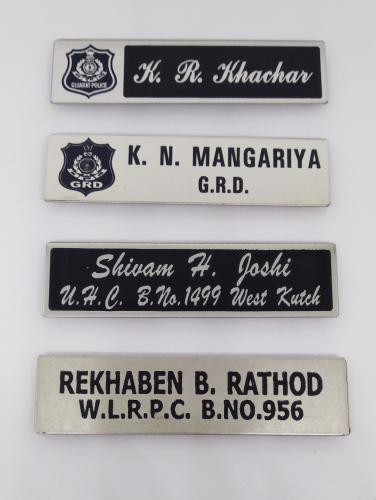 GUJARAT POLICE
K. R. Khachar
GRD
K. N. MANGARIYA
G.R.D.
Shivam H. Joshi
U.H.C. B.No.1499 West Kutch
REKHABEN B. RATHOD
W.L.R.P.C. B.NO.956